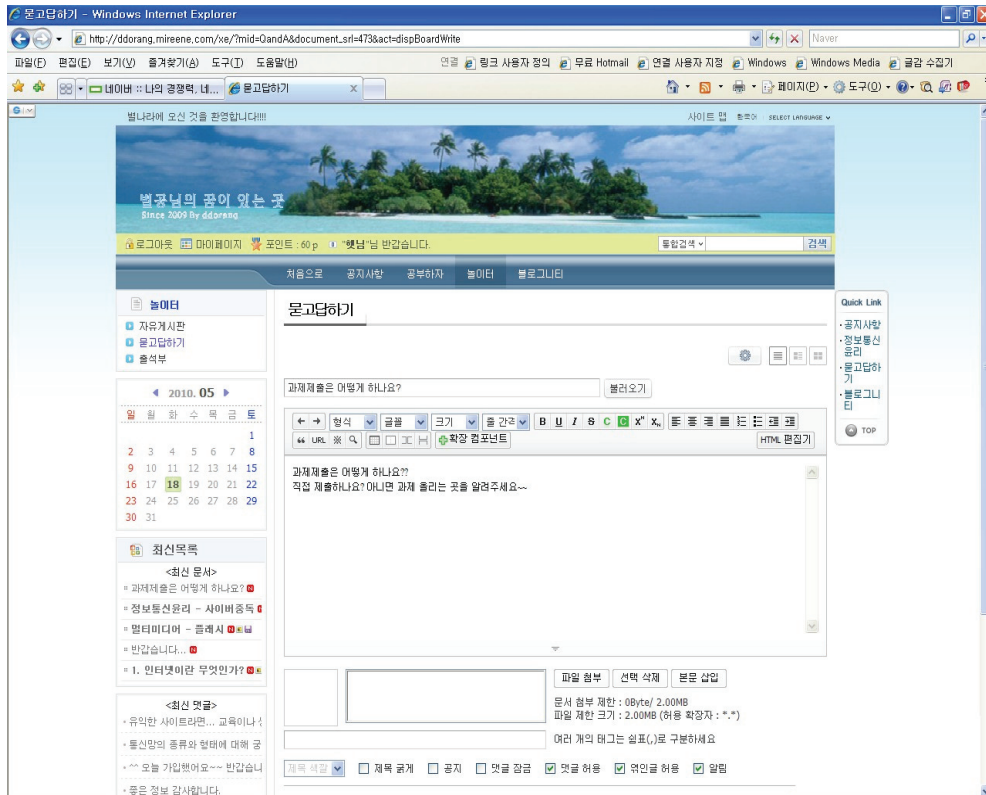 묻고답하기 - Windows Internet Explorer
http://ddorang.mireene.com/xe/?mid=QandA&document_srl=473&act=dispBoardWrite
Naver
파일(F) 편집(E) 보기(V) 즐겨찾기(A) 도구(T) 도움말(H)
연결 링크 사용자 정의 무료 Hotmail 연결 사용자 지정 Windows Windows Media 글감 수집기
네이버 :: 나의 경쟁력, 네... 묻고답하기 x
페이지(P) 도구(O)
별나라에 오신 것을 환영합니다!!!!
사이트 맵 한국어 SELECT LANGUAGE
별공님의 꿈이 있는 곳
Since 2009 By ddorang
로그아웃 마이페이지 포인트 : 60 p "햇님"님 반갑습니다.
통합검색 검색
처음으로 공지사항 공부하자 놀이터 블로그니티
놀이터
자유게시판
묻고답하기
출석부
2010. 05
일 월 화 수 목 금 토
1
2 3 4 5 6 7 8
9 10 11 12 13 14 15
16 17 18 19 20 21 22
23 24 25 26 27 28 29
30 31
최신목록
<최신 문서>
과제제출은 어떻게 하나요?
정보통신윤리 - 사이버중독
멀티미디어 - 플래시
반갑습니다...
1. 인터넷이란 무엇인가?
<최신 댓글>
유익한 사이트라면... 교육이나
통신망의 종류와 형태에 대해 궁
^^ 오늘 가입했어요~~ 반갑습니
좋은 정보 감사합니다.
묻고답하기
과제제출은 어떻게 하나요? 불러오기
형식 글꼴 크기 줄 간격 B U I S C C x" x,,
URL ※ 확장 컴포넌트 HTML 편집기
과제제출은 어떻게 하나요??
직접 제출하나요? 아니면 과제 올리는 곳을 알려주세요~~
파일 첨부 선택 삭제 본문 삽입
문서 첨부 제한 : 0Byte/ 2.00MB
파일 제한 크기 : 2.00MB (허용 확장자 : *.*)
여러 개의 태그는 쉼표(,)로 구분하세요
제목 색깔 제목 굵게 공지 댓글 잠금 댓글 허용 엮인글 허용 알림
Quick Link
·공지사항
·정보통신
윤리
·묻고답하
기
·블로그니
티
TOP